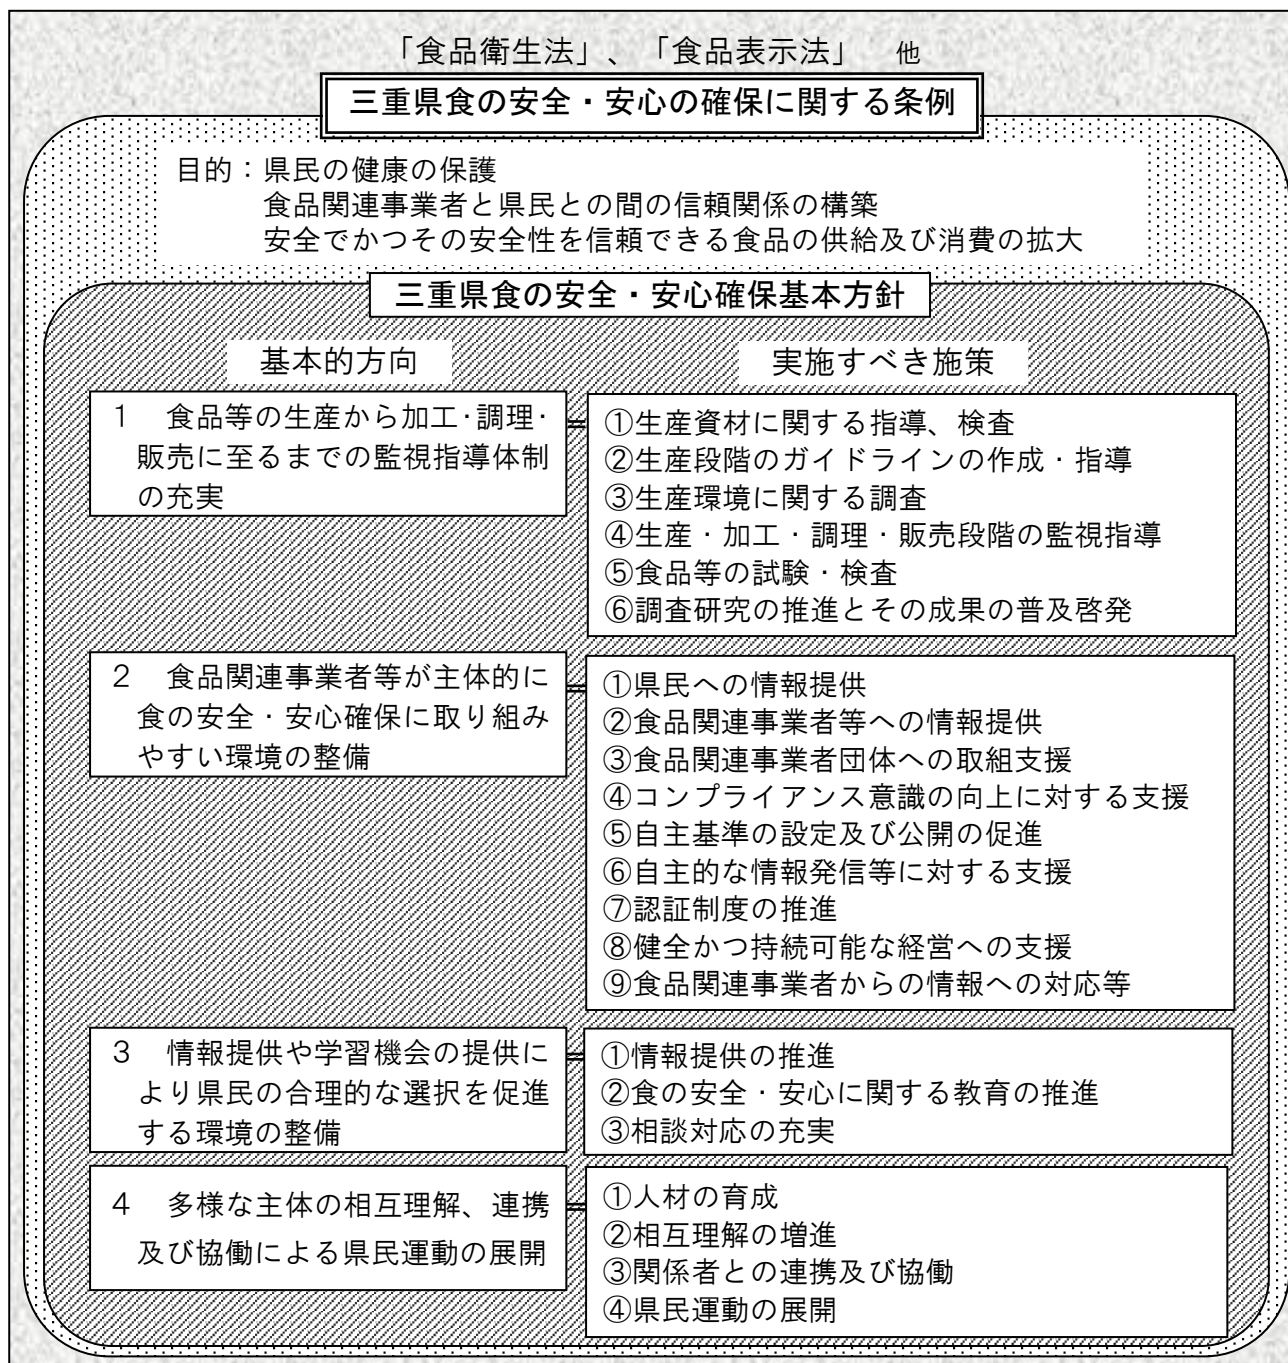 「食品衛生法」、「食品表示法」 他
三重県食の安全・安心の確保に関する条例
目的:県民の健康の保護
食品関連事業者と県民との間の信頼関係の構築
安全でかつその安全性を信頼できる食品の供給及び消費の拡大
三重県食の安全・安心確保基本方針
基本的方向
実施すべき施策
1 食品等の生産から加工・調理・
販売に至るまでの監視指導体制
の充実
①生産資材に関する指導、検査
②生産段階のガイドラインの作成・指導
③生産環境に関する調査
④生産・加工・調理・販売段階の監視指導
⑤食品等の試験・検査
⑥調査研究の推進とその成果の普及啓発
2 食品関連事業者等が主体的に
食の安全・安心確保に取り組み
やすい環境の整備
①県民への情報提供
②食品関連事業者等への情報提供
③食品関連事業者団体への取組支援
④コンプライアンス意識の向上に対する支援
⑤自主基準の設定及び公開の促進
⑥自主的な情報発信等に対する支援
⑦認証制度の推進
⑧健全かつ持続可能な経営への支援
⑨食品関連事業者からの情報への対応等
3 情報提供や学習機会の提供に
より県民の合理的な選択を促進
する環境の整備
①情報提供の推進
②食の安全・安心に関する教育の推進
③相談対応の充実
4 多様な主体の相互理解、連携
及び協働による県民運動の展開
①人材の育成
②相互理解の増進
③関係者との連携及び協働
④県民運動の展開